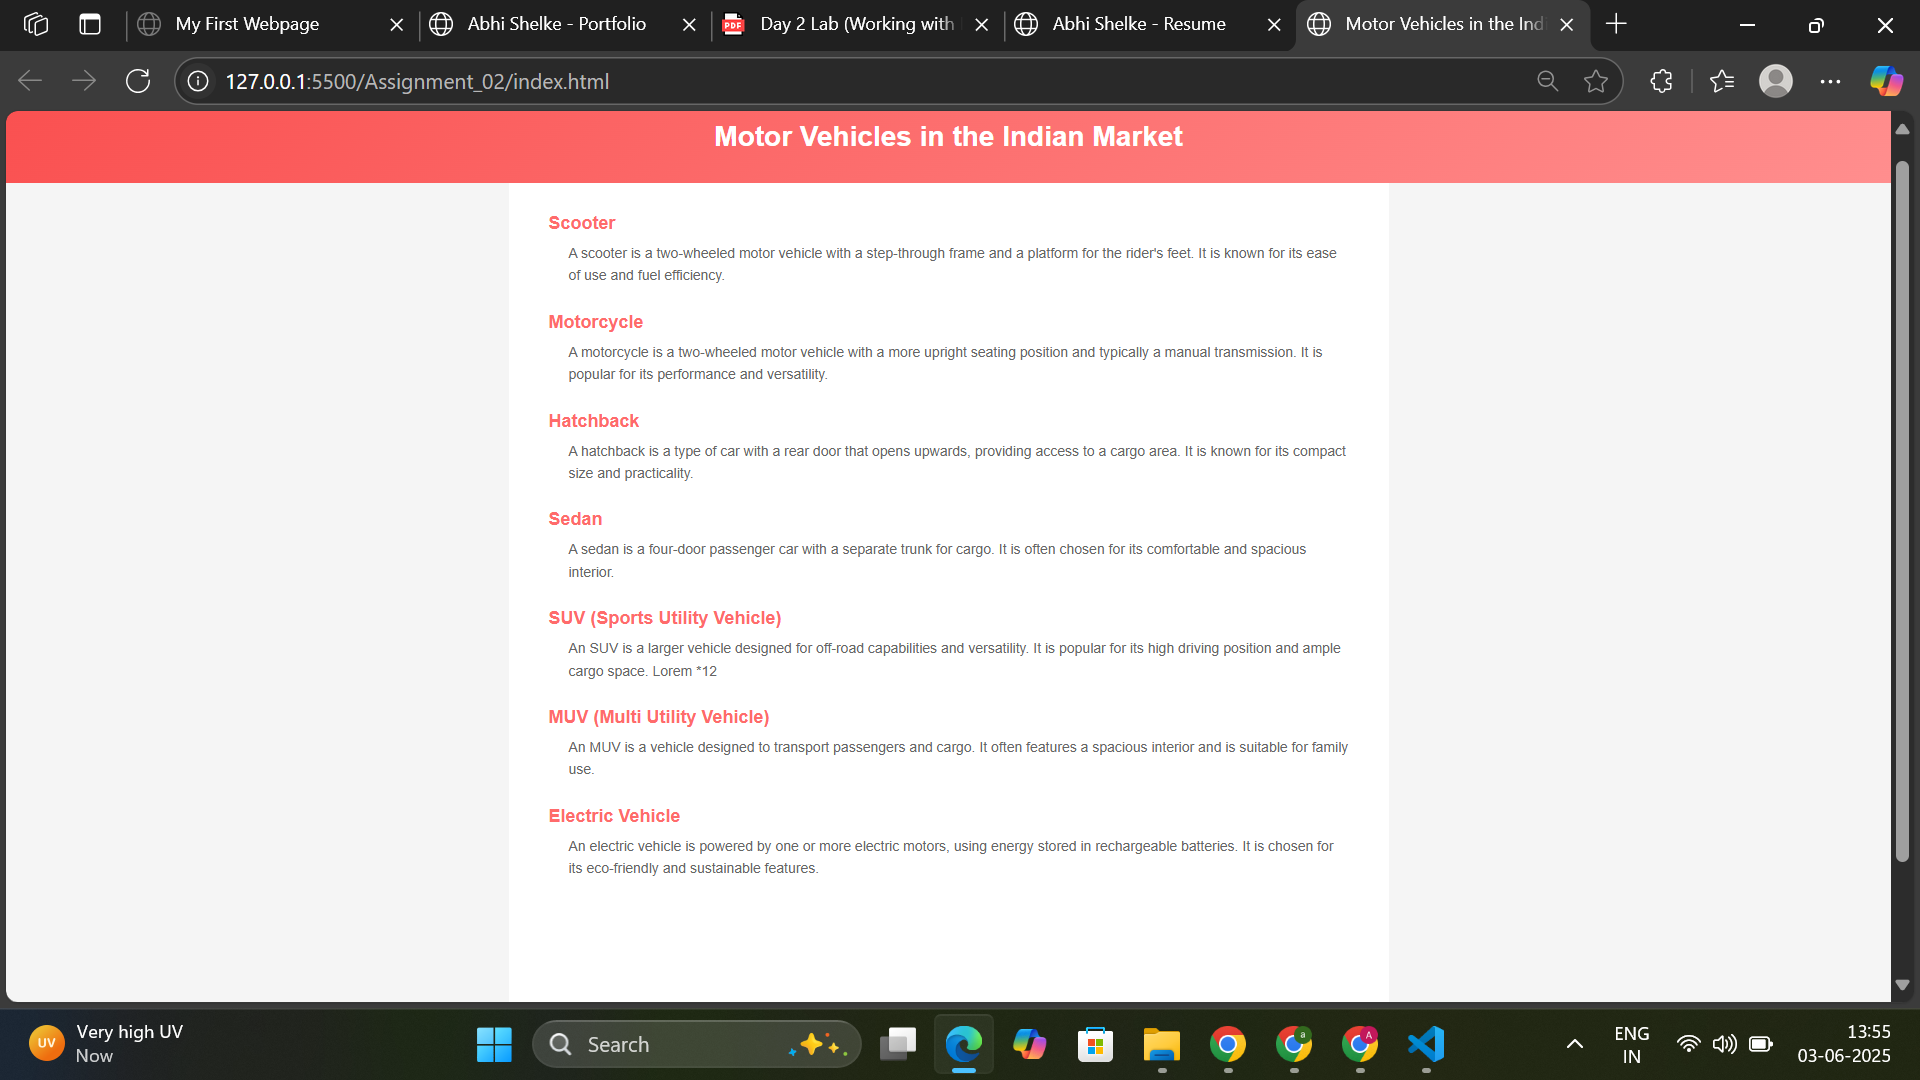 My First Webpage
Abhi Shelke - Portfolio
PDF
Day 2 Lab (Working with
Abhi Shelke - Resume
Motor Vehicles in the Ind
127.0.0.1:5500/Assignment_02/index.html
Motor Vehicles in the Indian Market
Scooter
A scooter is a two-wheeled motor vehicle with a step-through frame and a platform for the rider's feet. It is known for its ease
of use and fuel efficiency.
Motorcycle
A motorcycle is a two-wheeled motor vehicle with a more upright seating position and typically a manual transmission. It is
popular for its performance and versatility.
Hatchback
A hatchback is a type of car with a rear door that opens upwards, providing access to a cargo area. It is known for its compact
size and practicality.
Sedan
A sedan is a four-door passenger car with a separate trunk for cargo. It is often chosen for its comfortable and spacious
interior.
SUV (Sports Utility Vehicle)
An SUV is a larger vehicle designed for off-road capabilities and versatility. It is popular for its high driving position and ample
cargo space. Lorem *12
MUV (Multi Utility Vehicle)
An MUV is a vehicle designed to transport passengers and cargo. It often features a spacious interior and is suitable for family
use.
Electric Vehicle
An electric vehicle is powered by one or more electric motors, using energy stored in rechargeable batteries. It is chosen for
its eco-friendly and sustainable features.
UV
Very high UV
Now
Search
a
A
ENG
IN
13:55
03-06-2025